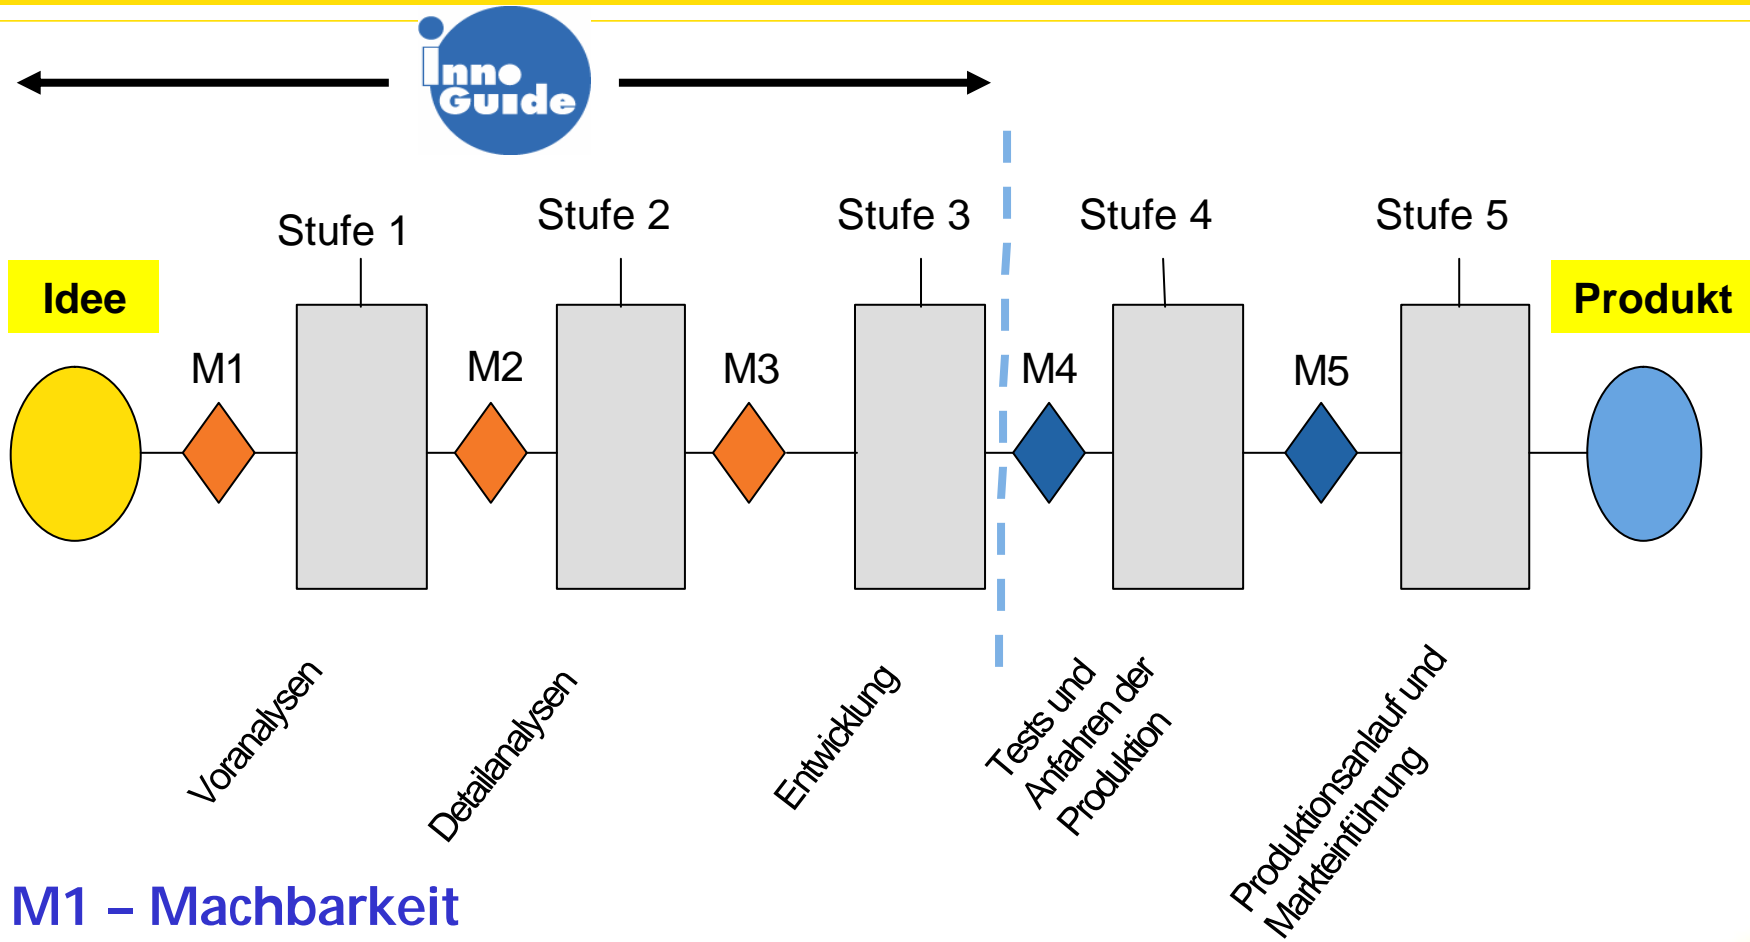 Inno
Guide
Stufe 1
Stufe 2
Stufe 3
Stufe 4
Stufe 5
Idee
Produkt
M1
M2
M3
M4
M5
Voranalysen
Detailanalysen
Entwicklung
Tests und
Anfahren der
Produktion
Produktionsanlauf und
Markteinführung
M1 – Machbarkeit